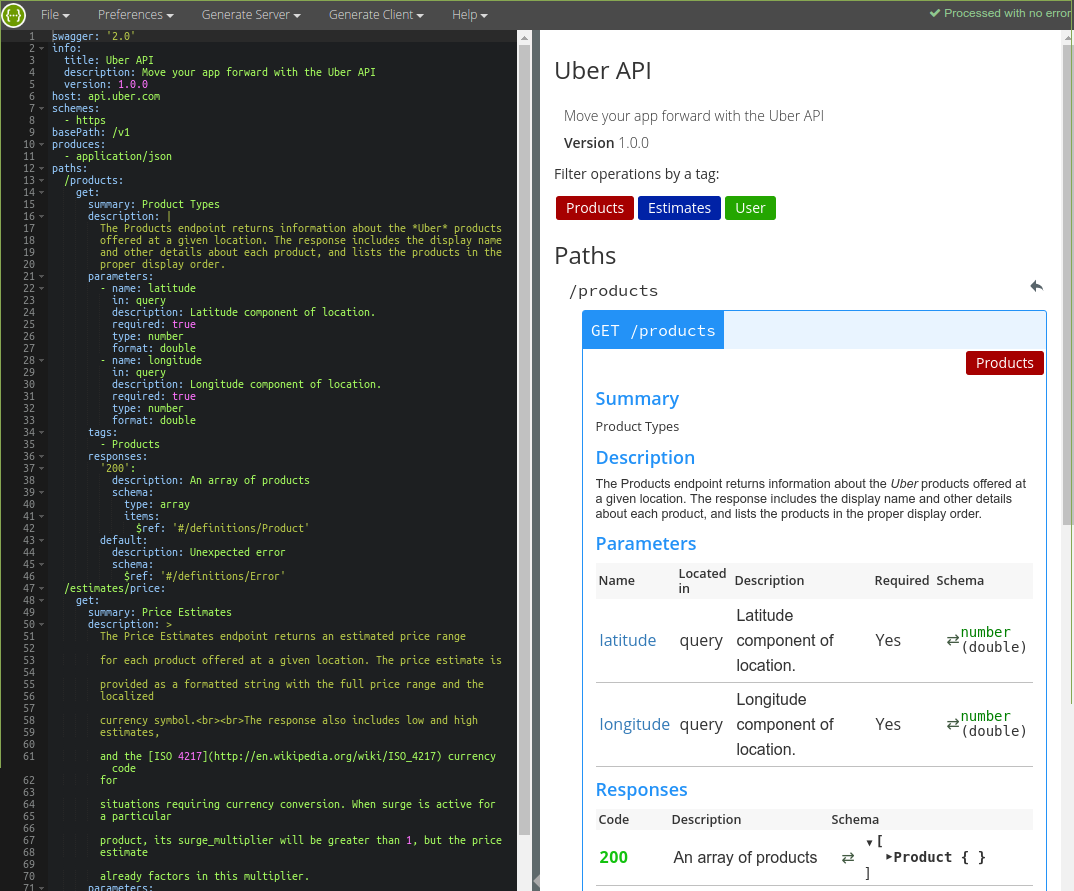 File Preferences Generate Server Generate Client Help Processed with no error
1 swagger: '2.0'
2 info:
3 title: Uber API
4 description: Move your app forward with the Uber API
5 version: 1.0.0
6 host: api.uber.com
7 schemes:
8 - https
9 basePath: /v1
10 produces:
11 - application/json
12 paths:
13 /products:
14 get:
15 summary: Product Types
16 description: |
17 The Products endpoint returns information about the *Uber* products
18 offered at a given location. The response includes the display name
19 and other details about each product, and lists the products in the
20 proper display order.
21 parameters:
22 - name: latitude
23 in: query
24 description: Latitude component of location.
25 required: true
26 type: number
27 format: double
28 - name: longitude
29 in: query
30 description: Longitude component of location.
31 required: true
32 type: number
33 format: double
34 tags:
35 - Products
36 responses:
37 '200':
38 description: An array of products
39 schema:
40 type: array
41 items:
42 $ref: '#/definitions/Product'
43 default:
44 description: Unexpected error
45 schema:
46 $ref: '#/definitions/Error'
47 /estimates/price:
48 get:
49 summary: Price Estimates
50 description: >
51 The Price Estimates endpoint returns an estimated price range
52
53 for each product offered at a given location. The price estimate is
54
55 provided as a formatted string with the full price range and the
56 localized
57
58 currency symbol.<br><br>The response also includes low and high
59 estimates,
60
61 and the [ISO 4217](http://en.wikipedia.org/wiki/ISO_4217) currency
code
62 for
63
64 situations requiring currency conversion. When surge is active for
65 a particular
66
67 product, its surge_multiplier will be greater than 1, but the price
68 estimate
69
70 already factors in this multiplier.
71 parameters:
Uber API
Move your app forward with the Uber API
Version 1.0.0
Filter operations by a tag:
Products Estimates User
Paths
/products
GET /products
Products
Summary
Product Types
Description
The Products endpoint returns information about the Uber products offered at
a given location. The response includes the display name and other details
about each product, and lists the products in the proper display order.
Parameters
Name Located in Description Required Schema
latitude query Latitude component of location. Yes number (double)
longitude query Longitude component of location. Yes number (double)
Responses
Code Description Schema
200 An array of products [
Product { }
]